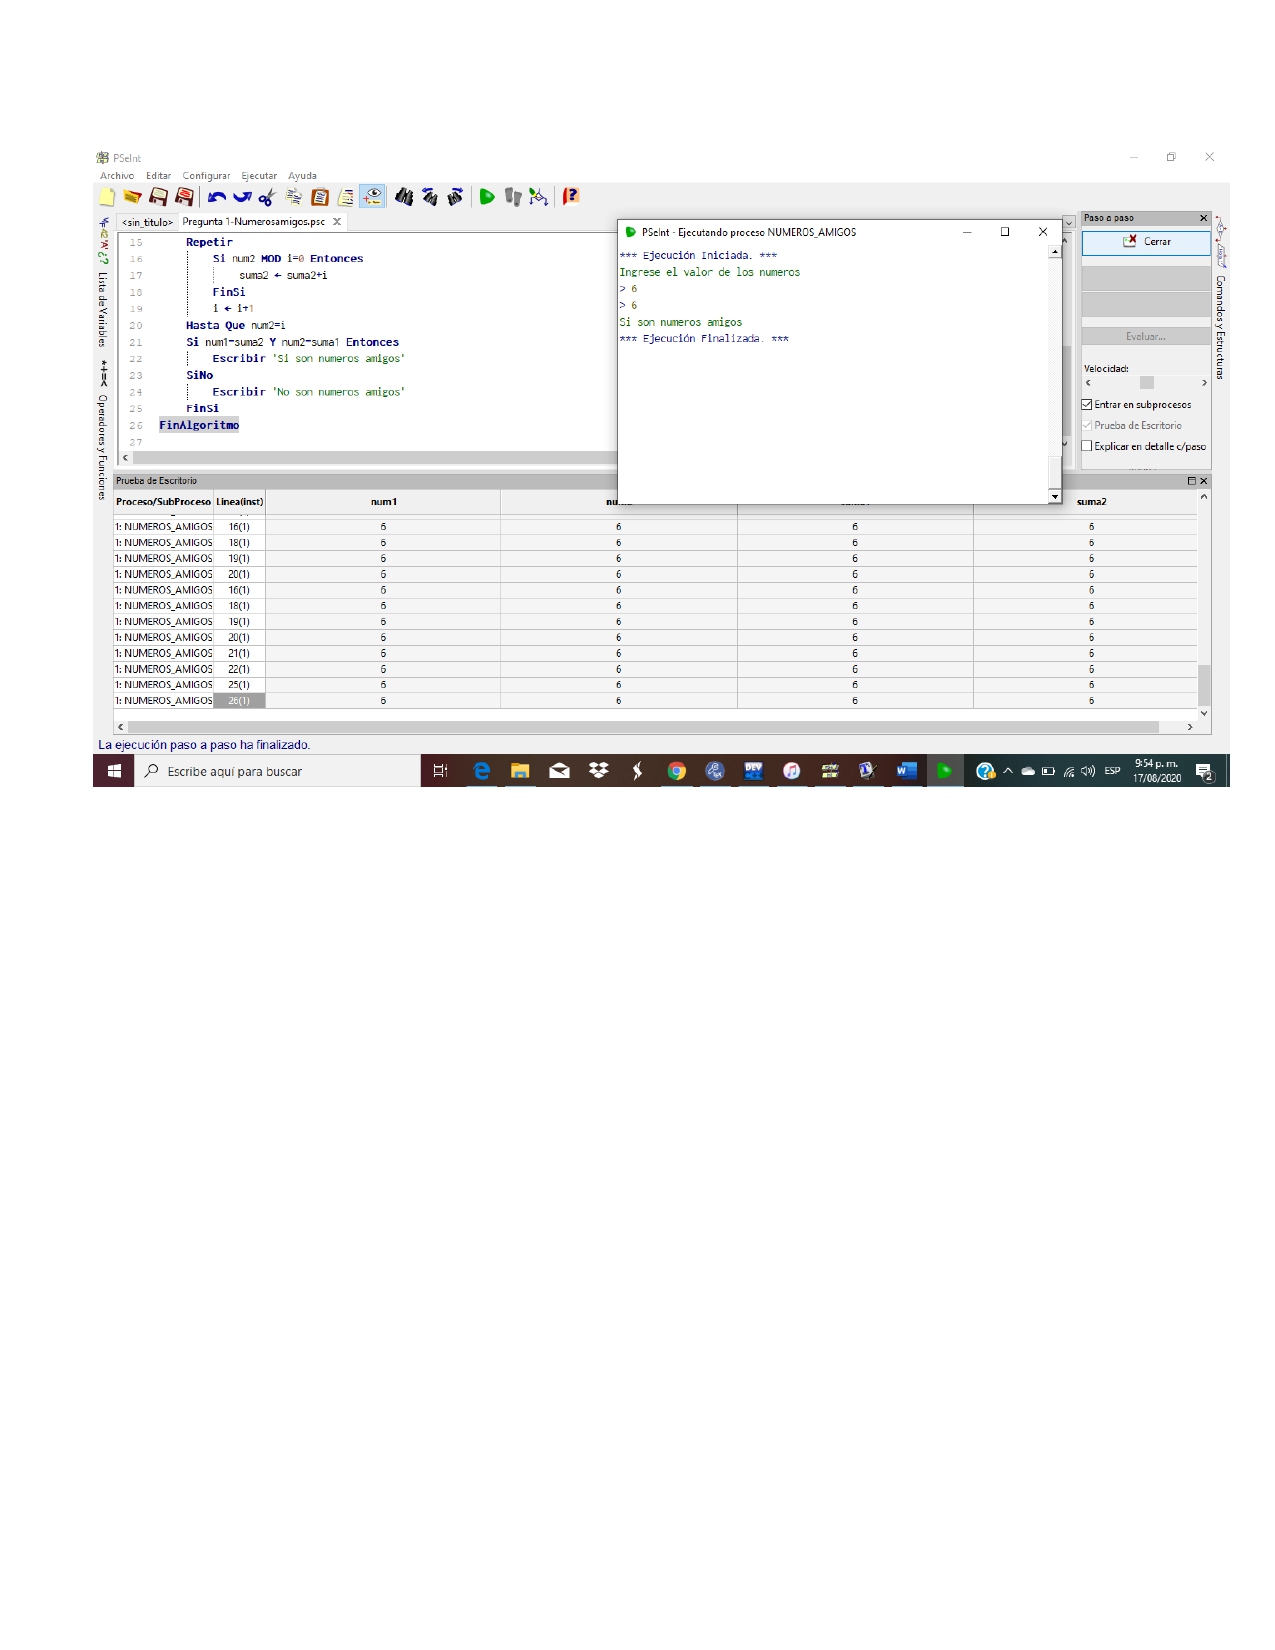 PSeInt
Archivo Editar Configurar Ejecutar Ayuda
<sin_titulo> Pregunta 1-Numerosamigos.psc X
Lista de Variables
Operadores y Funciones
15 Repetir
16 Si num2 MOD i=0 Entonces
17 suma2 ← suma2+i
18 FinSi
19 i ← i+1
20 Hasta Que num2=i
21 Si num1=suma2 Y num2=suma1 Entonces
22 Escribir 'Si son numeros amigos'
23 SiNo
24 Escribir 'No son numeros amigos'
25 FinSi
26 FinAlgoritmo
27
PSeInt - Ejecutando proceso NUMEROS_AMIGOS
*** Ejecución Iniciada. ***
Ingrese el valor de los numeros
> 6
> 6
Si son numeros amigos
*** Ejecución Finalizada. ***
Paso a paso
Cerrar
Evaluar...
Velocidad:
Entrar en subprocesos
Prueba de Escritorio
Explicar en detalle c/paso
Comandos y Estructuras
Prueba de Escritorio
Proceso/SubProceso Linea(inst) num1 suma2
1: NUMEROS_AMIGOS 16(1) 6 6 6 6
1: NUMEROS_AMIGOS 18(1) 6 6 6 6
1: NUMEROS_AMIGOS 19(1) 6 6 6 6
1: NUMEROS_AMIGOS 20(1) 6 6 6 6
1: NUMEROS_AMIGOS 16(1) 6 6 6 6
1: NUMEROS_AMIGOS 18(1) 6 6 6 6
1: NUMEROS_AMIGOS 19(1) 6 6 6 6
1: NUMEROS_AMIGOS 20(1) 6 6 6 6
1: NUMEROS_AMIGOS 21(1) 6 6 6 6
1: NUMEROS_AMIGOS 22(1) 6 6 6 6
1: NUMEROS_AMIGOS 25(1) 6 6 6 6
1: NUMEROS_AMIGOS 26(1) 6 6 6 6
La ejecución paso a paso ha finalizado.
Escribe aquí para buscar
DEV
ESP
9:54 p. m.
17/08/2020
2